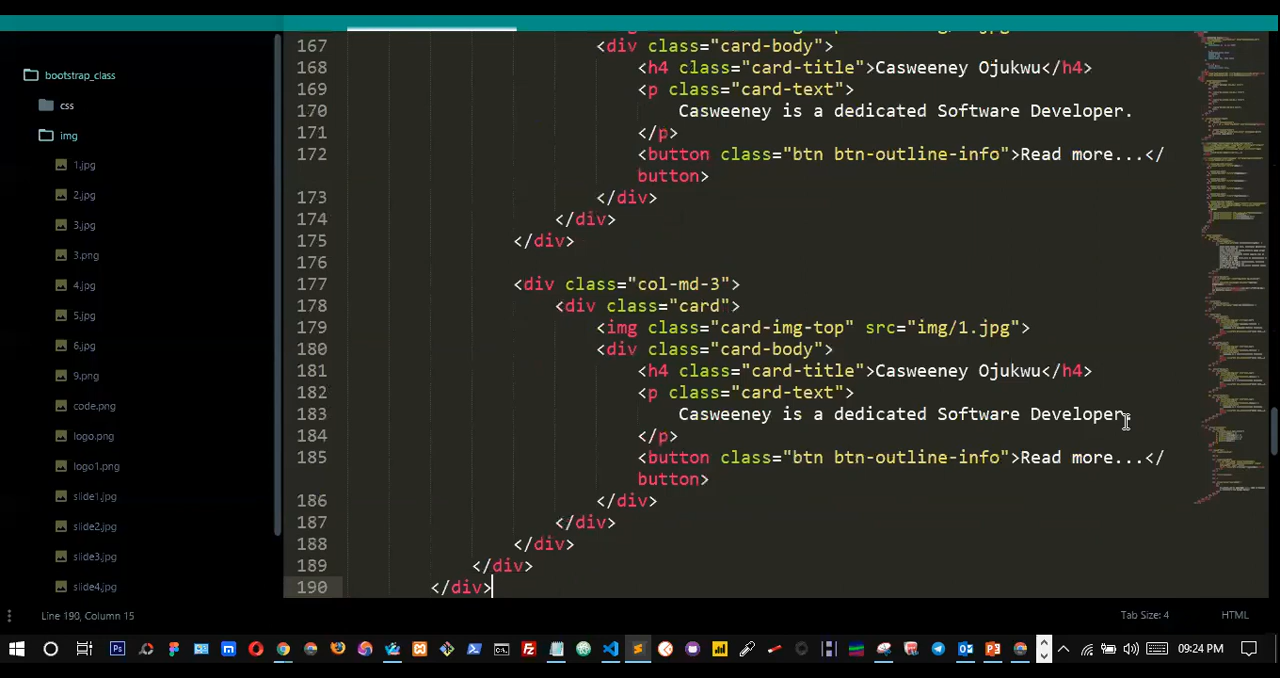 167
<div class="card-body">
168
<h4 class="card-title">Casweeney Ojukwu</h4>
169
<p class="card-text">
170
Casweeney is a dedicated Software Developer.
171
</p>
172
<button class="btn btn-outline-info">Read more...</
button>
173
</div>
174
</div>
175
</div>
176
177
<div class="col-md-3">
178
<div class="card">
179
<img class="card-img-top" src="img/1.jpg">
180
<div class="card-body">
181
<h4 class="card-title">Casweeney Ojukwu</h4>
182
<p class="card-text">
183
Casweeney is a dedicated Software Developer.
184
</p>
185
<button class="btn btn-outline-info">Read more...</
button>
186
</div>
187
</div>
188
</div>
189
</div>
190
</div>
bootstrap_class
css
img
1.jpg
2.jpg
3.jpg
3.png
4.jpg
5.jpg
6.jpg
9.png
code.png
logo.png
logo1.png
slide1.jpg
slide2.jpg
slide3.jpg
slide4.jpg
Line 190, Column 15
Tab Size: 4
HTML
09:24 PM